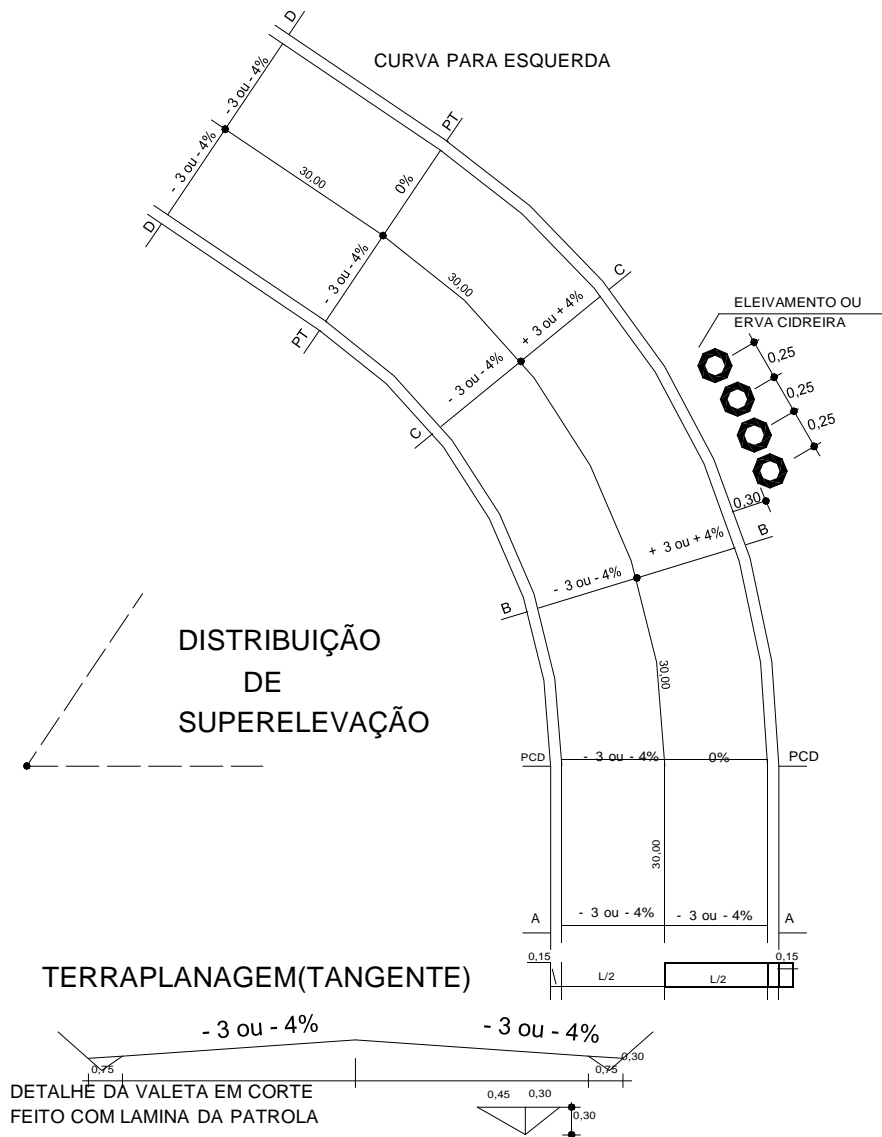 D
CURVA PARA ESQUERDA
- 3 ou - 4%
PT
- 3 ou - 4%
30,00
0%
D
- 3 ou - 4%
30,00
C
PT
+ 3 ou + 4%
ELEIVAMENTO OU
ERVA CIDREIRA
0,25
- 3 ou - 4%
0,25
C
0,25
0,30
B
+ 3 ou + 4%
- 3 ou - 4%
B
DISTRIBUIÇÃO
DE
SUPERELEVAÇÃO
30,00
PCD
- 3 ou - 4%
0%
PCD
30,00
A
- 3 ou - 4%
- 3 ou - 4%
A
0,15
0,15
TERRAPLANAGEM(TANGENTE)
L/2
L/2
- 3 ou - 4%
- 3 ou - 4%
0,75
0,75
0,30
DETALHE DA VALETA EM CORTE
FEITO COM LAMINA DA PATROLA
0,45
0,30
0,30